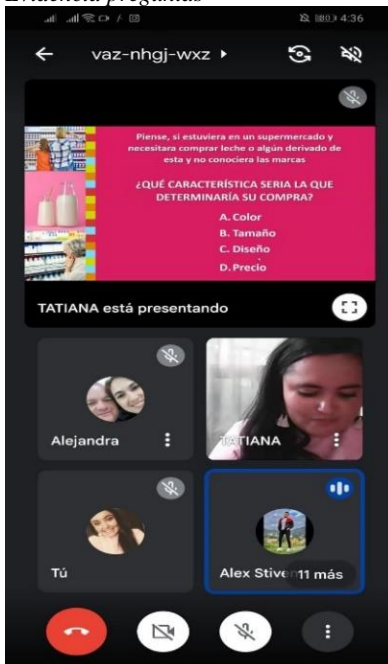 Evidencia preguntas
4:36
vaz-nhgj-wxz
Piense, si estuviera en un supermercado y
necesitara comprar leche o algún derivado de
esta y no conociera las marcas
¿QUÉ CARACTERÍSTICA SERIA LA QUE
DETERMINARÍA SU COMPRA?
A. Color
B. Tamaño
C. Diseño
D. Precio
TATIANA está presentando
Alejandra
TATIANA
Tú
Alex Stiven
11 más